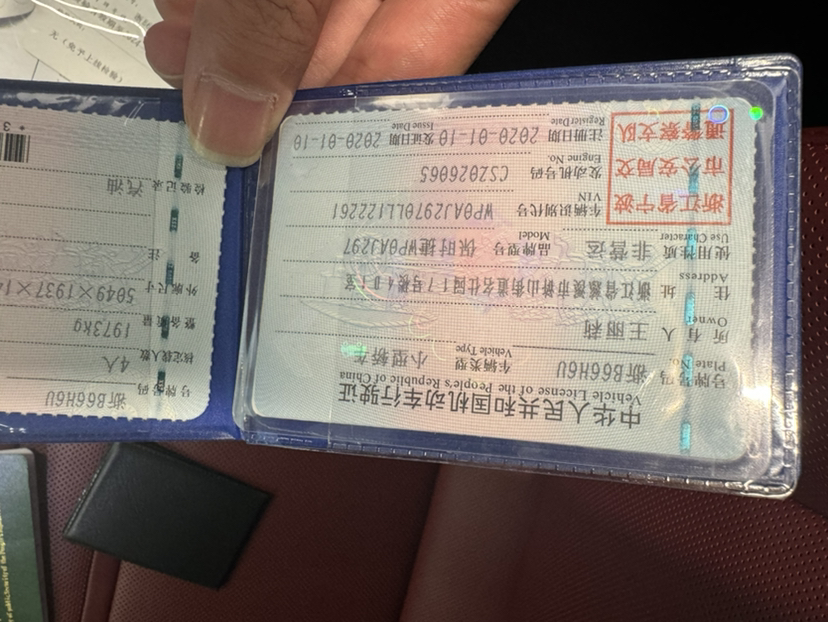 中华人民共和国机动车行驶证
Vehicle License of the People's Republic of China
号牌号码 浙B66H6U 车辆类型 小型轿车
Plate No. Vehicle Type
所有人 王丽莉
Owner
住址
Address
使用性质 非营运 品牌型号 保时捷WP0AJ297
Use Character Model
浙江省宁波
市公安局交
通警察支队
车辆识别代号 WP0AJ2970LL122261
VIN
发动机号码 CS2026065
Engine No.
注册日期 2020-01-10 发证日期 2020-01-10
Register Date Issue Date
号牌号码 浙B66H6U
核定载人数 4人
整备质量 1973kg
外廓尺寸 5049×1937×14
备注
检验记录 汽油